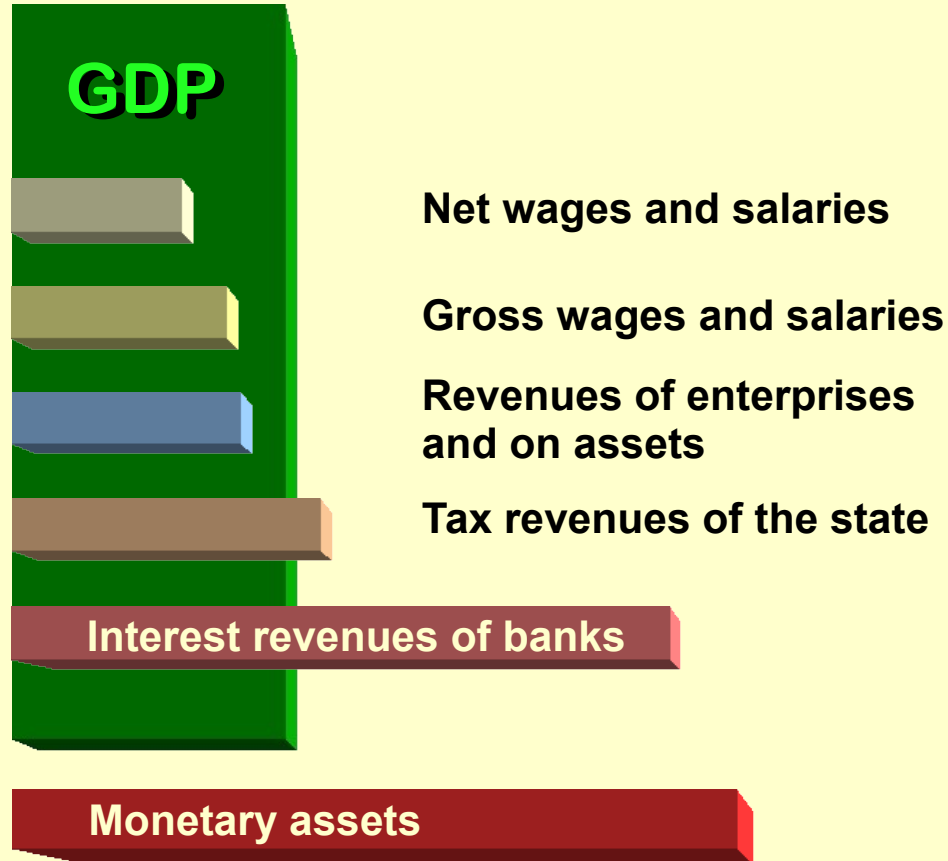 GDP
Net wages and salaries
Gross wages and salaries
Revenues of enterprises
and on assets
Tax revenues of the state
Interest revenues of banks
Monetary assets